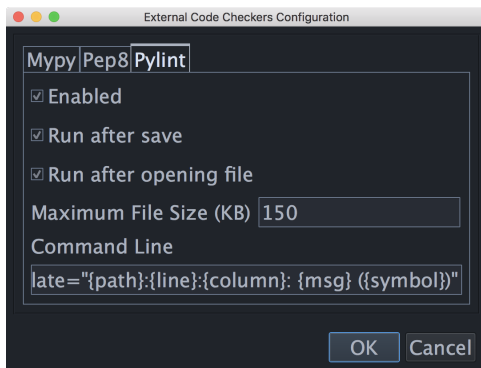 External Code Checkers Configuration
Mypy Pep8 Pylint
Enabled
Run after save
Run after opening file
Maximum File Size (KB) 150
Command Line
late="{path}:{line}:{column}: {msg} ({symbol})"
OK Cancel